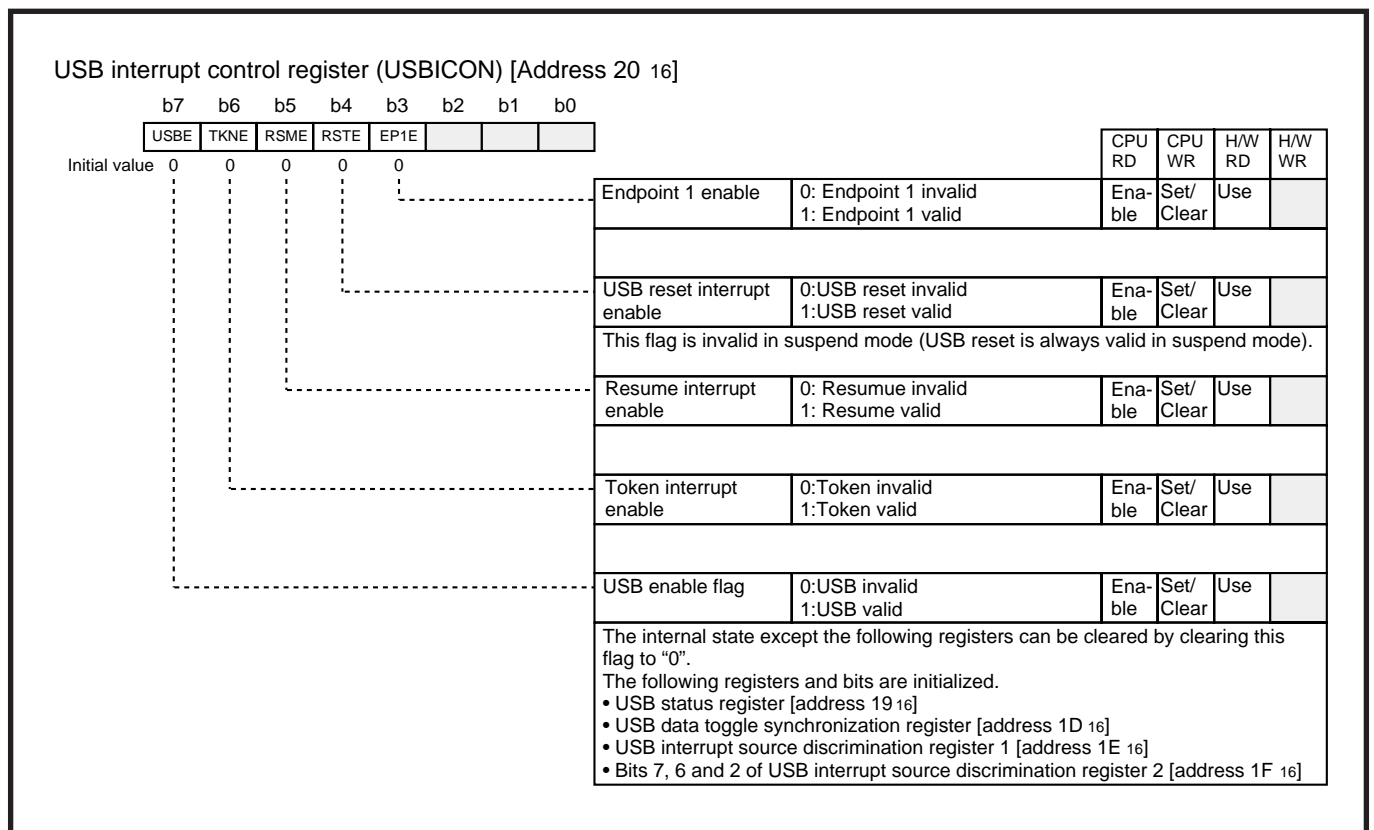 USB interrupt control register (USBICON) [Address 20 16]
b7 b6 b5 b4 b3 b2 b1 b0
USBE TKNE RSME RSTE EP1E
CPU RD CPU WR H/W RD H/W WR
Initial value 0 0 0 0 0
Endpoint 1 enable 0: Endpoint 1 invalid Ena- Set/ Use
1: Endpoint 1 valid ble Clear
USB reset interrupt 0:USB reset invalid Ena- Set/ Use
enable 1:USB reset valid ble Clear
This flag is invalid in suspend mode (USB reset is always valid in suspend mode).
Resume interrupt 0: Resumue invalid Ena- Set/ Use
enable 1: Resume valid ble Clear
Token interrupt 0:Token invalid Ena- Set/ Use
enable 1:Token valid ble Clear
USB enable flag 0:USB invalid Ena- Set/ Use
1:USB valid ble Clear
The internal state except the following registers can be cleared by clearing this
flag to “0”.
The following registers and bits are initialized.
• USB status register [address 19 16]
• USB data toggle synchronization register [address 1D 16]
• USB interrupt source discrimination register 1 [address 1E 16]
• Bits 7, 6 and 2 of USB interrupt source discrimination register 2 [address 1F 16]